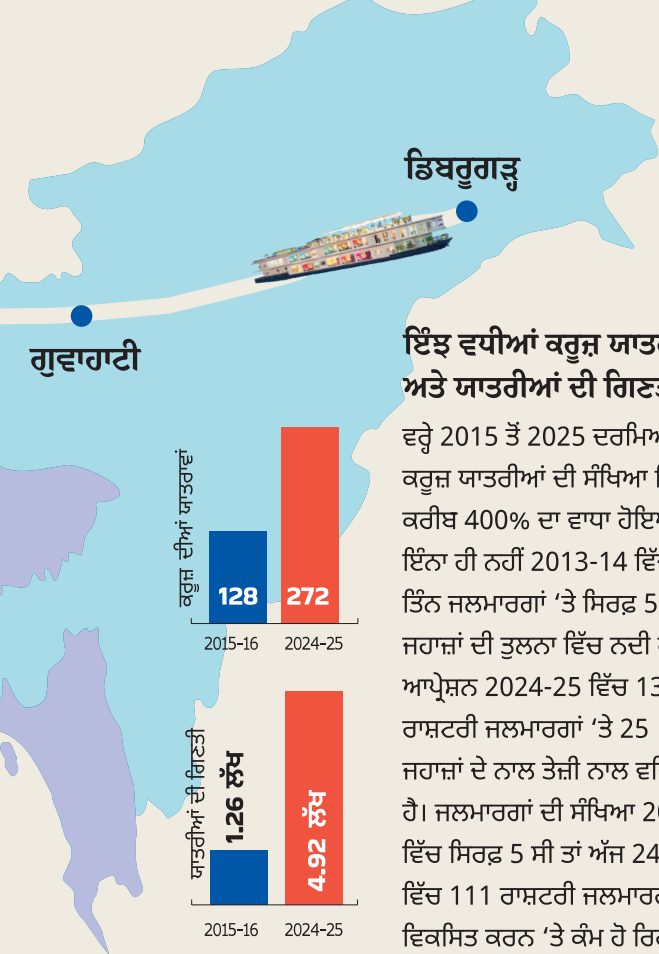 ਡਿਬਰੂਗੜ੍ਹ
ਗੁਵਾਹਾਟੀ
ਕਰੂਜ਼ ਦੀਆਂ ਯਾਤਰਾਵਾਂ
128 272
2015-16 2024-25
ਯਾਤਰੀਆਂ ਦੀ ਗਿਣਤੀ
1.26 ਲੱਖ 4.92 ਲੱਖ
2015-16 2024-25
ਇੰਝ ਵਧੀਆਂ ਕਰੂਜ਼
ਅਤੇ ਯਾਤਰੀਆਂ ਦੀ
ਵਰ੍ਹੇ 2015 ਤੋਂ 2025
ਕਰੂਜ਼ ਯਾਤਰੀਆਂ ਦੀ ਸੰਖਿਆ
ਕਰੀਬ 400% ਦਾ ਵਾਧਾ
ਇੰਨਾ ਹੀ ਨਹੀਂ 2013-14
ਤਿੰਨ ਜਲਮਾਰਗਾਂ ‘ਤੇ ਸਿਰਫ਼ 5
ਜਹਾਜ਼ਾਂ ਦੀ ਤੁਲਨਾ ਵਿੱਚ ਨਦੀ
ਆਪ੍ਰੇਸ਼ਨ 2024-25 ਵਿੱਚ 13
ਰਾਸ਼ਟਰੀ ਜਲਮਾਰਗਾਂ ‘ਤੇ 25
ਜਹਾਜ਼ਾਂ ਦੇ ਨਾਲ ਤੇਜ਼ੀ ਨਾਲ
ਹੈ। ਜਲਮਾਰਗਾਂ ਦੀ ਸੰਖਿਆ
ਵਿੱਚ ਸਿਰਫ਼ 5 ਸੀ ਤਾਂ ਅੱਜ 24
ਵਿੱਚ 111 ਰਾਸ਼ਟਰੀ
ਵਿਕਸਿਤ ਕਰਨ ‘ਤੇ ਕੰਮ ਹੋ